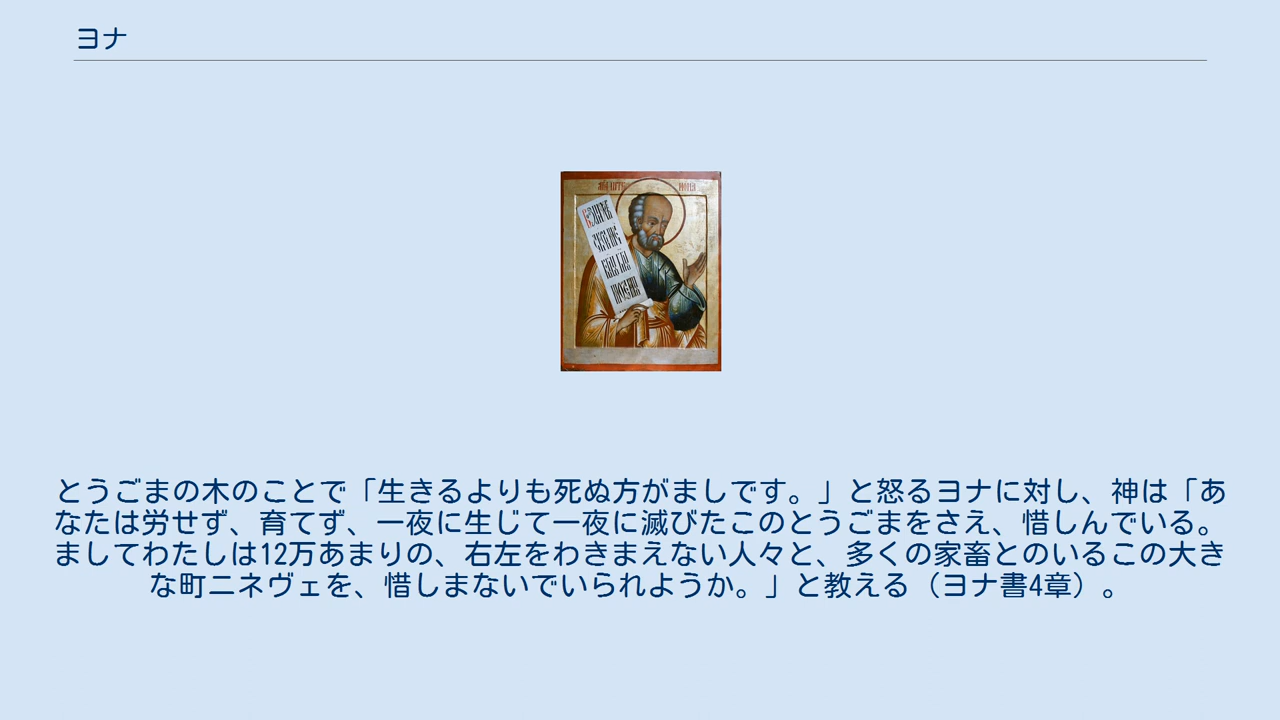 ヨナ
とうごまの木のことで「生きるよりも死ぬ方がましです。」と怒るヨナに対し、神は「あ
なたは労せず、育てず、一夜に生じて一夜に滅びたこのとうごまをさえ、惜しんでいる。
ましてわたしは12万あまりの、右左をわきまえない人々と、多くの家畜とのいるこの大き
な町ニネヴェを、惜しまないでいられようか。」と教える（ヨナ書4章）。